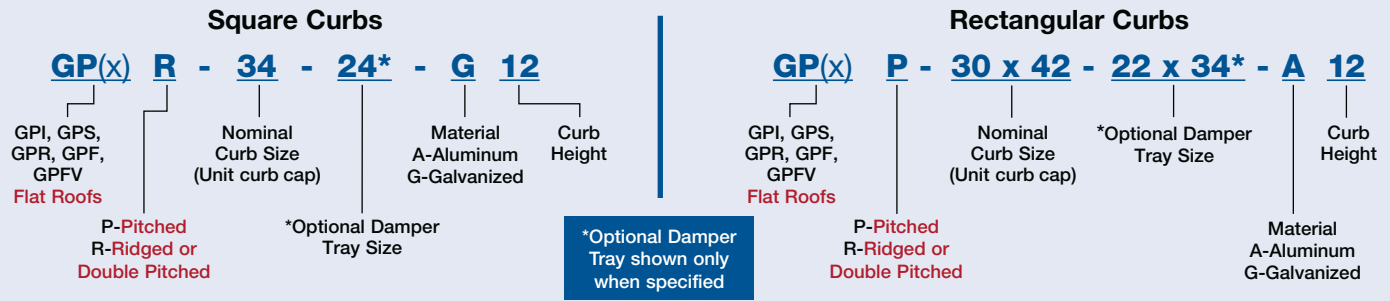 Square Curbs
GP(x) R - 34 - 24* - G 12
GPI, GPS,
GPR, GPF,
GPFV
Flat Roofs
P-Pitched
R-Ridged or
Double Pitched
Nominal
Curb Size
(Unit curb cap)
*Optional Damper
Tray Size
Material
A-Aluminum
G-Galvanized
Curb
Height
*Optional Damper
Tray shown only
when specified
Rectangular Curbs
GP(x) P - 30 x 42 - 22 x 34* - A 12
GPI, GPS,
GPR, GPF,
GPFV
Flat Roofs
P-Pitched
R-Ridged or
Double Pitched
Nominal
Curb Size
(Unit curb cap)
*Optional Damper
Tray Size
Material
A-Aluminum
G-Galvanized
Curb
Height